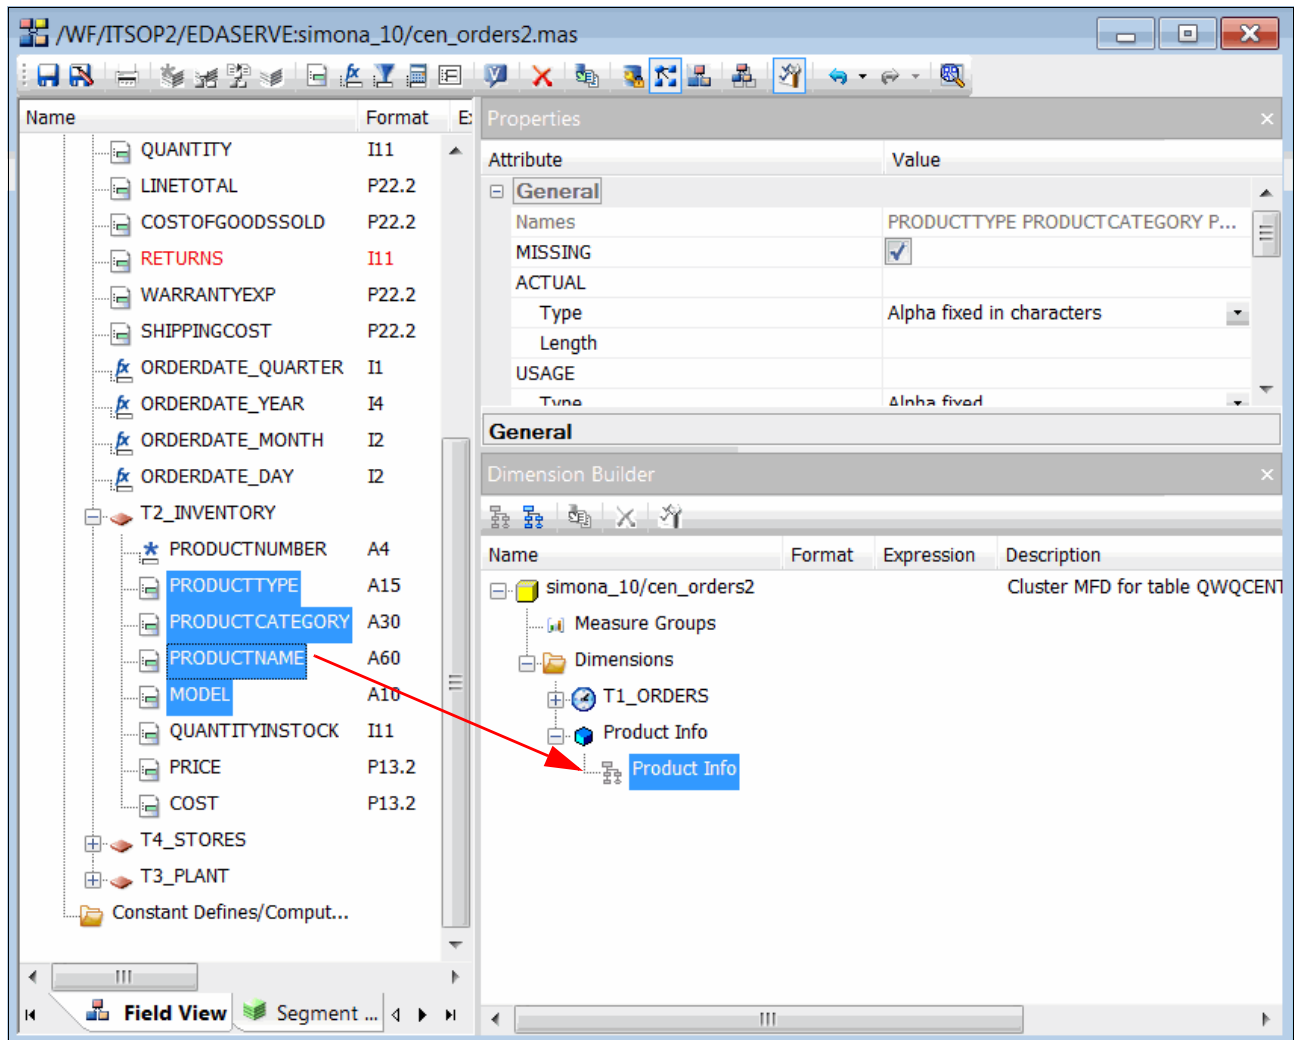 /WF/ITSOP2/EDASERVE:simona_10/cen_orders2.mas
Name Format E
QUANTITY I11
LINETOTAL P22.2
COSTOFGOODSSOLD P22.2
RETURNS I11
WARRANTYEXP P22.2
SHIPPINGCOST P22.2
ORDERDATE_QUARTER I1
ORDERDATE_YEAR I4
ORDERDATE_MONTH I2
ORDERDATE_DAY I2
T2_INVENTORY
PRODUCTNUMBER A4
PRODUCTTYPE A15
PRODUCTCATEGORY A30
PRODUCTNAME A60
MODEL A10
QUANTITYINSTOCK I11
PRICE P13.2
COST P13.2
T4_STORES
T3_PLANT
Constant Defines/Comput...
Field View Segment ...
Properties
Attribute Value
General
Names PRODUCTTYPE PRODUCTCATEGORY P...
MISSING
ACTUAL
Type Alpha fixed in characters
Length
USAGE
Type Alpha fixed
General
Dimension Builder
Name Format Expression Description
simona_10/cen_orders2 Cluster MFD for table QWQCENT
Measure Groups
Dimensions
T1_ORDERS
Product Info
Product Info